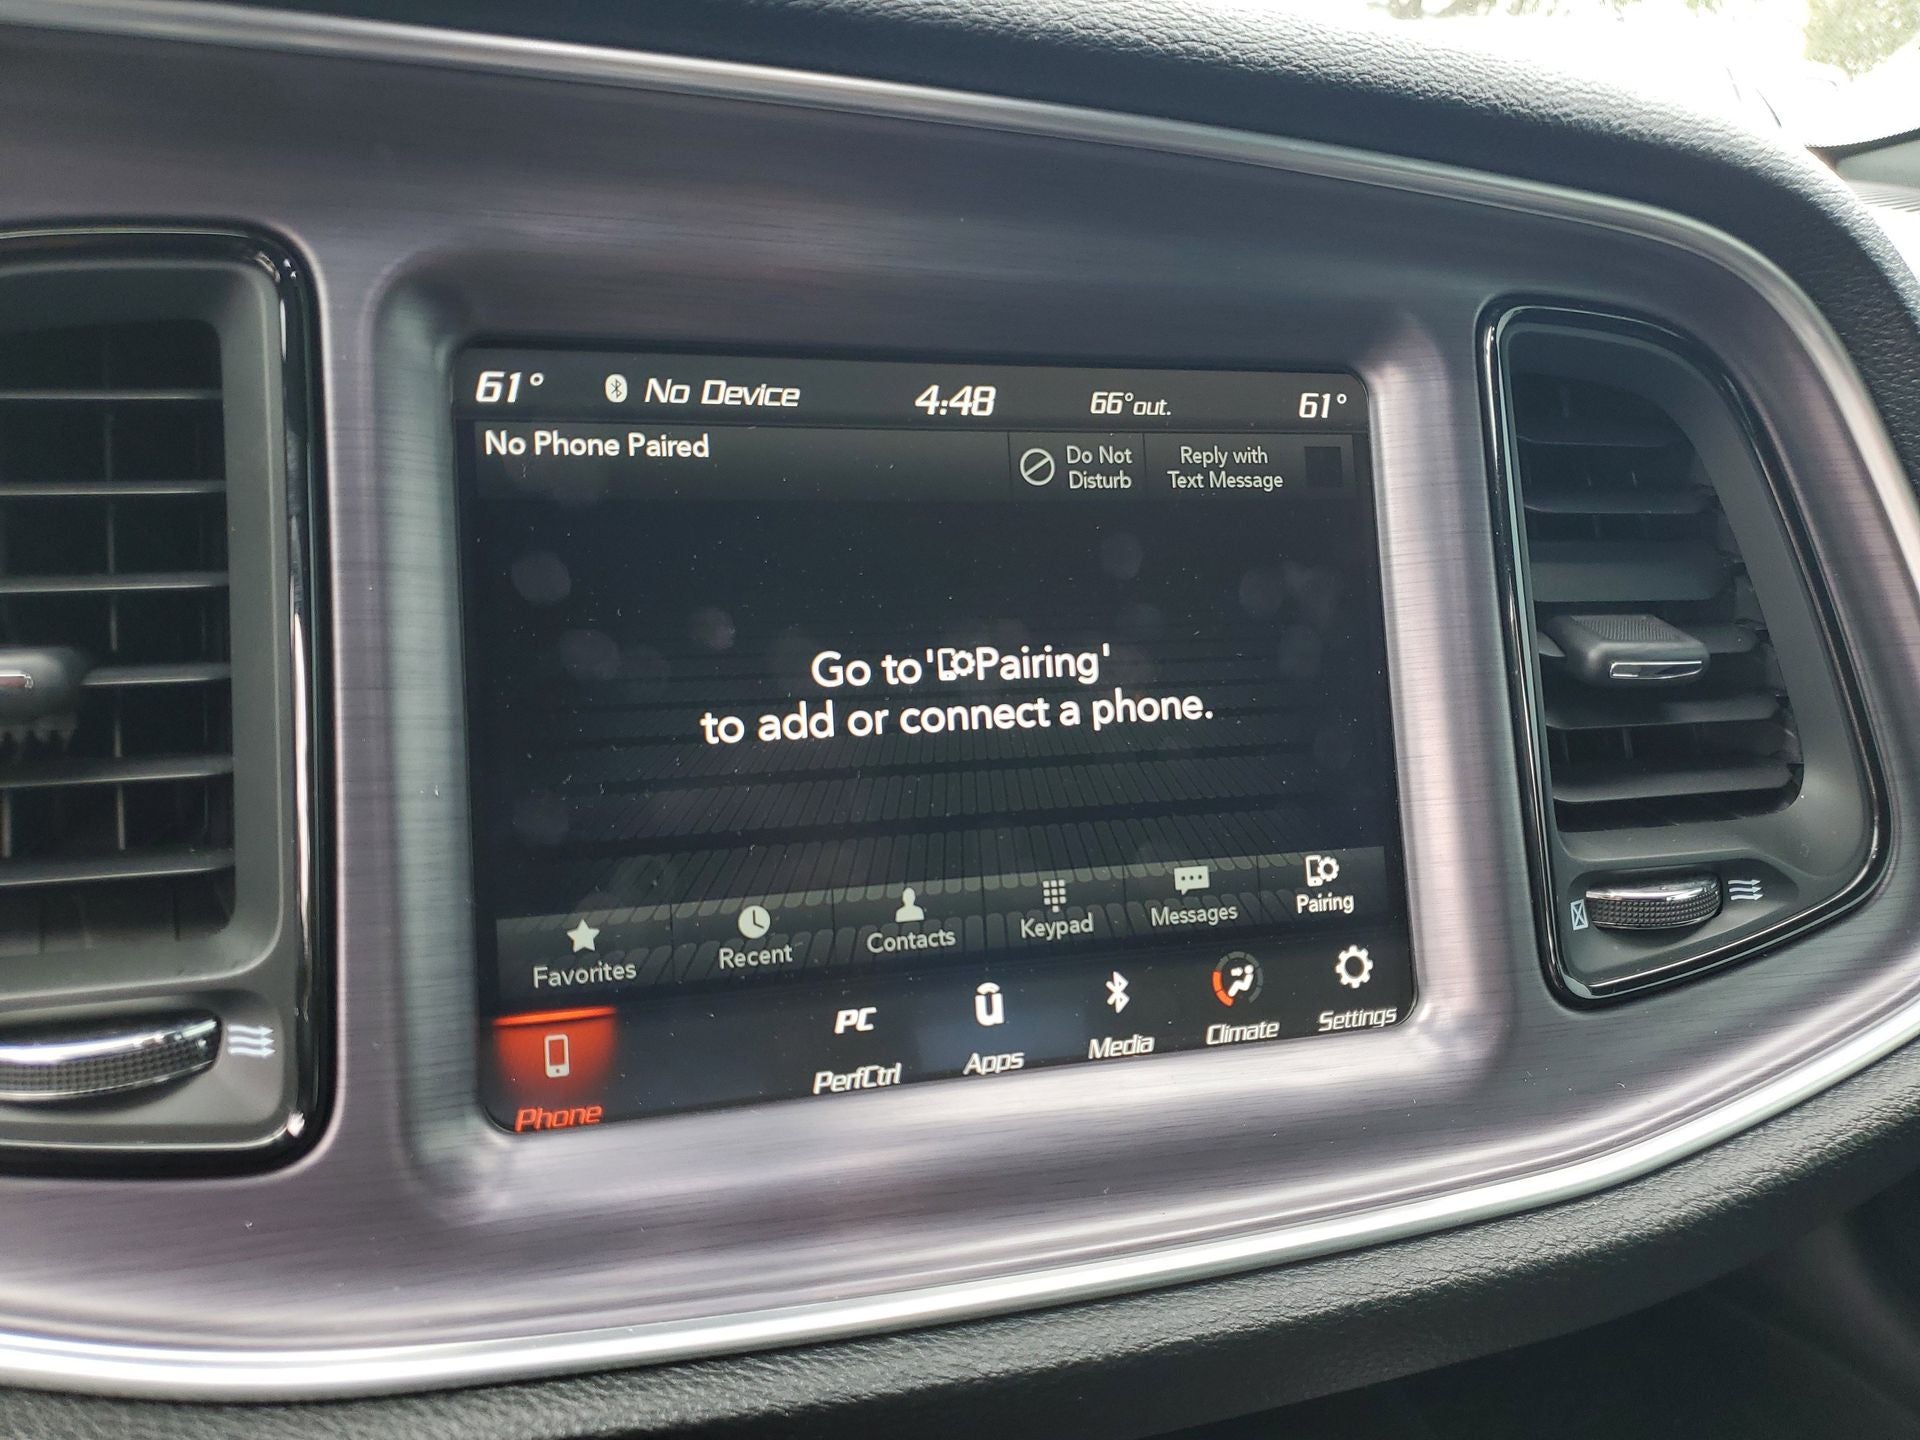 61° No Device 4:48 66°out. 61°
No Phone Paired
Do Not
Disturb
Reply with
Text Message
Go to 'Pairing'
to add or connect a phone.
Favorites Recent Contacts Keypad Messages Pairing
PC
Phone PerfCtrl Apps Media Climate Settings